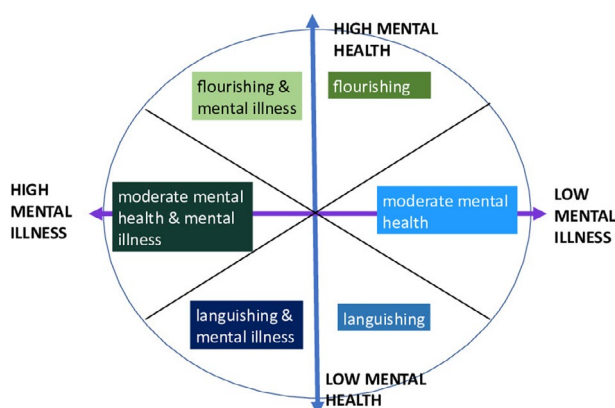 HIGH MENTAL
HEALTH
flourishing &
mental illness
flourishing
HIGH
MENTAL
ILLNESS
moderate mental
health & mental
illness
moderate mental
health
LOW
MENTAL
ILLNESS
languishing &
mental illness
languishing
LOW MENTAL
HEALTH